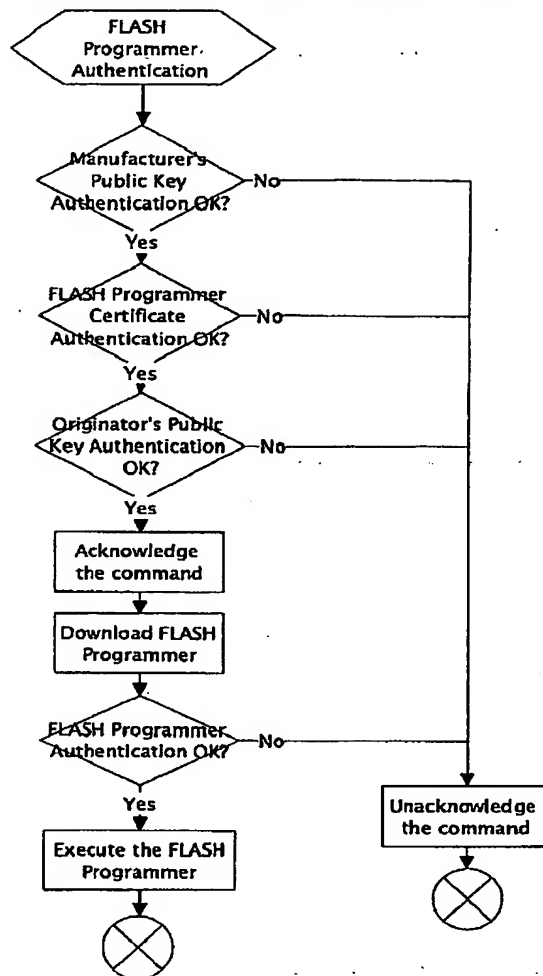 FLASH
Programmer
Authentication
Manufacturer's
Public Key
Authentication OK?
No
Yes
FLASH Programmer
Certificate
Authentication OK?
No
Yes
Originator's Public
Key Authentication
OK?
No
Yes
Acknowledge
the command
Download FLASH
Programmer
FLASH Programmer
Authentication OK?
No
Yes
Unacknowledge
the command
Execute the FLASH
Programmer